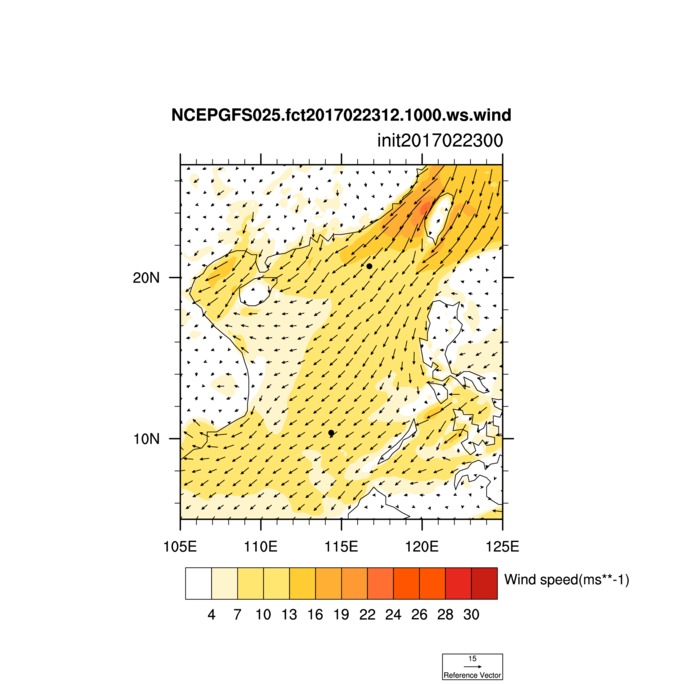 NCEPGFS025.fct2017022312.1000.ws.wind
init2017022300
20N
10N
105E 110E 115E 120E 125E
Wind speed(ms**-1)
4 7 10 13 16 19 22 24 26 28 30
15
Reference Vector